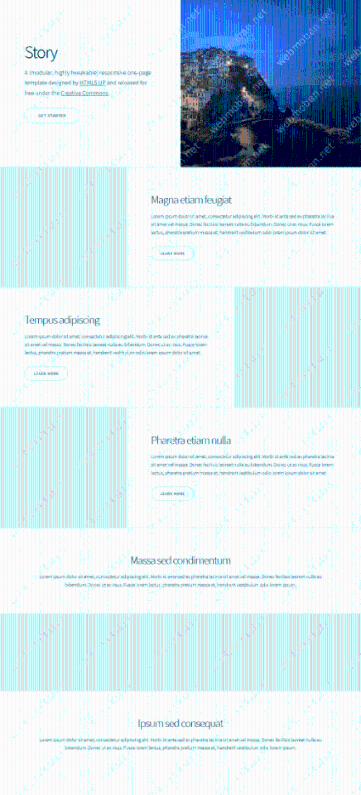 Story
A (modular, highly tweakable) responsive one-page
template designed by HTML5 UP and released for
free under the Creative Commons.
GET STARTED
webmoban.net
Magna etiam feugiat
Lorem ipsum dolor sit amet, consectetur adipiscing elit. Morbi id ante sed ex pharetra lacinia
sit amet vel massa. Donec facilisis laoreet nulla eu bibendum. Donec ut ex risus. Fusce lorem
lectus, pharetra pretium massa et, hendrerit vestibulum odio lorem ipsum dolor sit amet.
LEARN MORE
Tempus adipiscing
Lorem ipsum dolor sit amet, consectetur adipiscing elit. Morbi id ante sed ex pharetra lacinia
sit amet vel massa. Donec facilisis laoreet nulla eu bibendum. Donec ut ex risus. Fusce lorem
lectus, pharetra pretium massa et, hendrerit vestibulum odio lorem ipsum dolor sit amet.
LEARN MORE
Pharetra etiam nulla
Lorem ipsum dolor sit amet, consectetur adipiscing elit. Morbi id ante sed ex pharetra lacinia
sit amet vel massa. Donec facilisis laoreet nulla eu bibendum. Donec ut ex risus. Fusce lorem
lectus, pharetra pretium massa et, hendrerit vestibulum odio lorem ipsum dolor sit amet.
LEARN MORE
Massa sed condimentum
Lorem ipsum dolor sit amet, consectetur adipiscing elit. Morbi id ante sed ex pharetra lacinia sit amet vel massa. Donec facilisis laoreet nulla eu
bibendum. Donec ut ex risus. Fusce lorem lectus, pharetra pretium massa et, hendrerit vestibulum odio lorem ipsum.
Ipsum sed consequat
Lorem ipsum dolor sit amet, consectetur adipiscing elit. Morbi id ante sed ex pharetra lacinia sit amet vel massa. Donec facilisis laoreet nulla eu
bibendum. Donec ut ex risus. Fusce lorem lectus, pharetra pretium massa et, hendrerit vestibulum odio lorem ipsum.